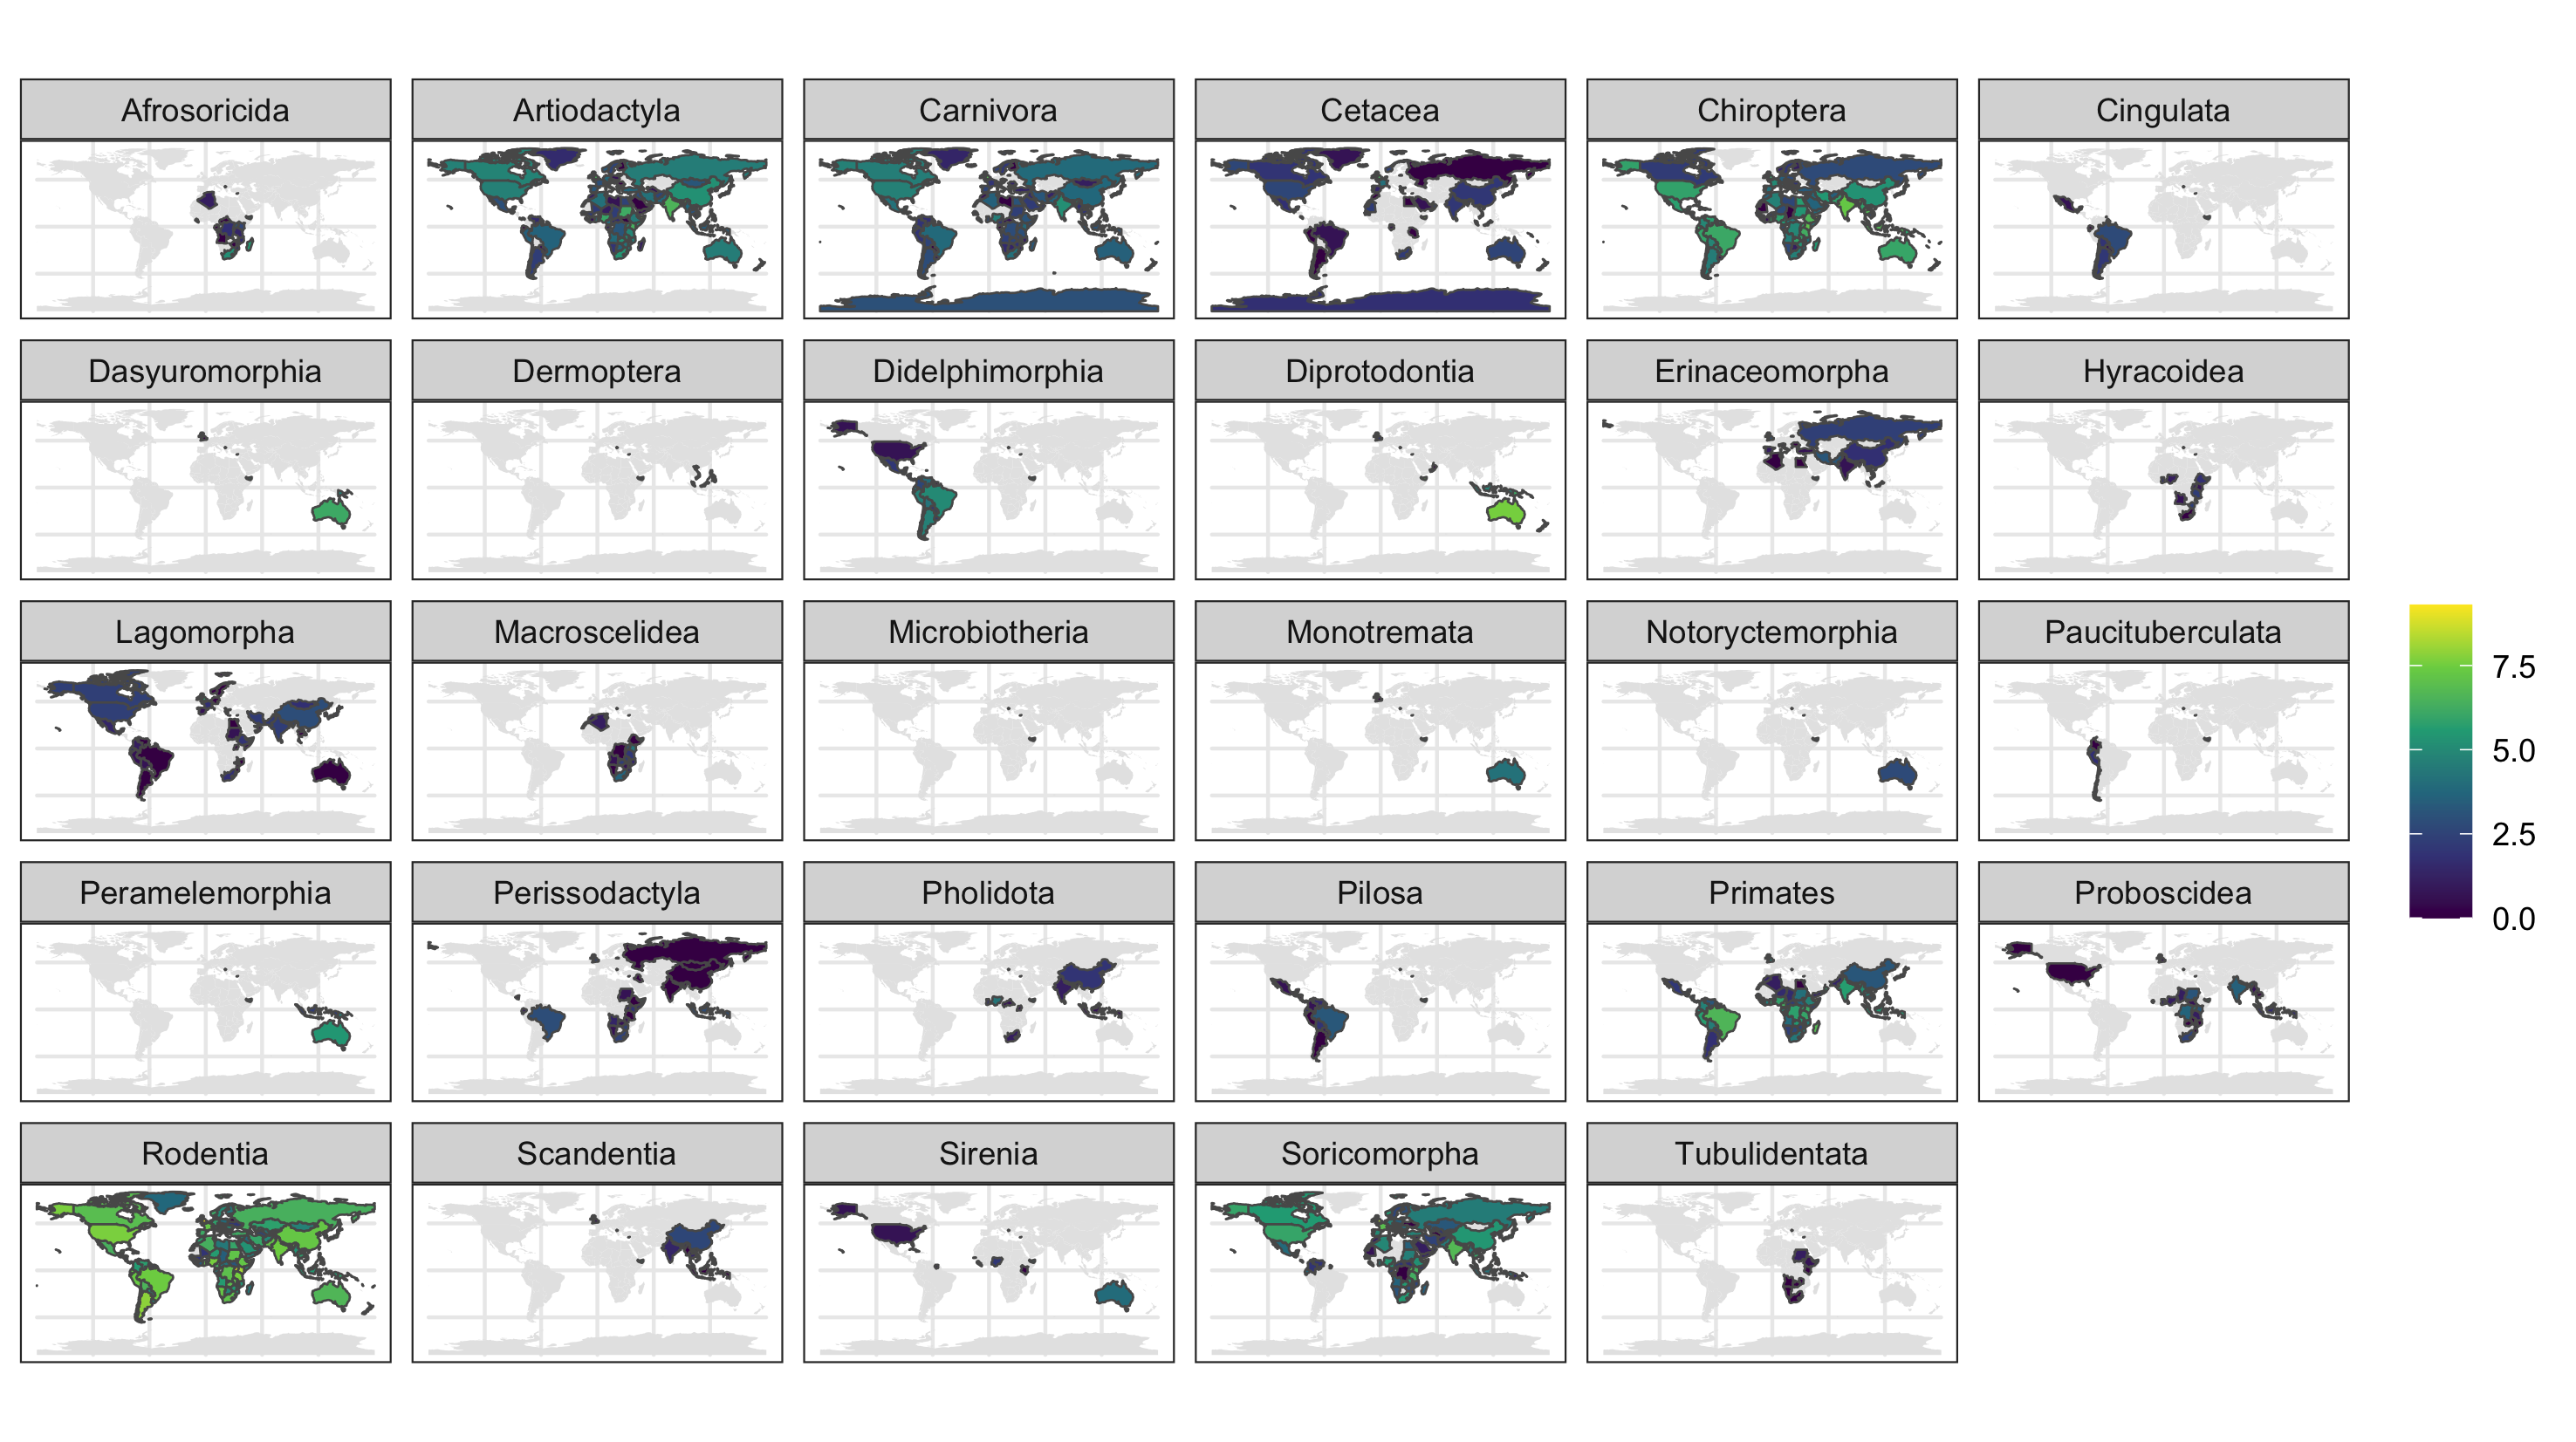 Afrosoricida
Artiodactyla
Carnivora
Cetacea
Chiroptera
Cingulata
Dasyuromorphia
Dermoptera
Didelphimorphia
Diprotodontia
Erinaceomorpha
Hyracoidea
Lagomorpha
Macroscelidea
Microbiotheria
Monotremata
Notoryctemorphia
Paucituberculata
Peramelemorphia
Perissodactyla
Pholidota
Pilosa
Primates
Proboscidea
Rodentia
Scandentia
Sirenia
Soricomorpha
Tubulidentata
7.5
5.0
2.5
0.0